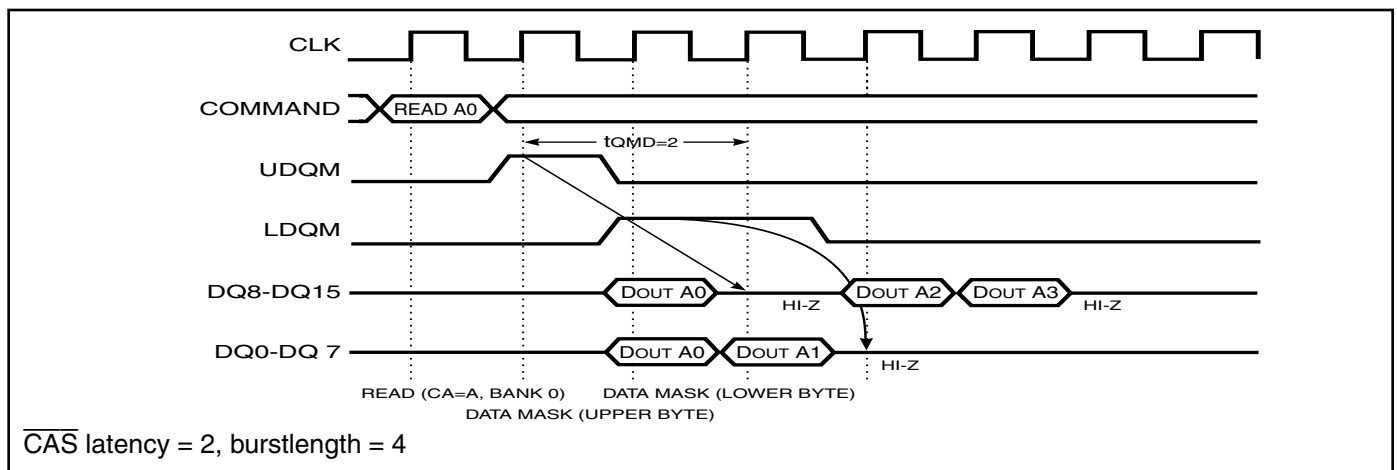 CLK
COMMAND READ A0
tQMD=2
UDQM
LDQM
DQ8-DQ15 DOUT A0 HI-Z DOUT A2 DOUT A3 HI-Z
DQ0-DQ 7 DOUT A0 DOUT A1 HI-Z
READ (CA=A, BANK 0) DATA MASK (LOWER BYTE)
DATA MASK (UPPER BYTE)
CAS latency = 2, burstlength = 4